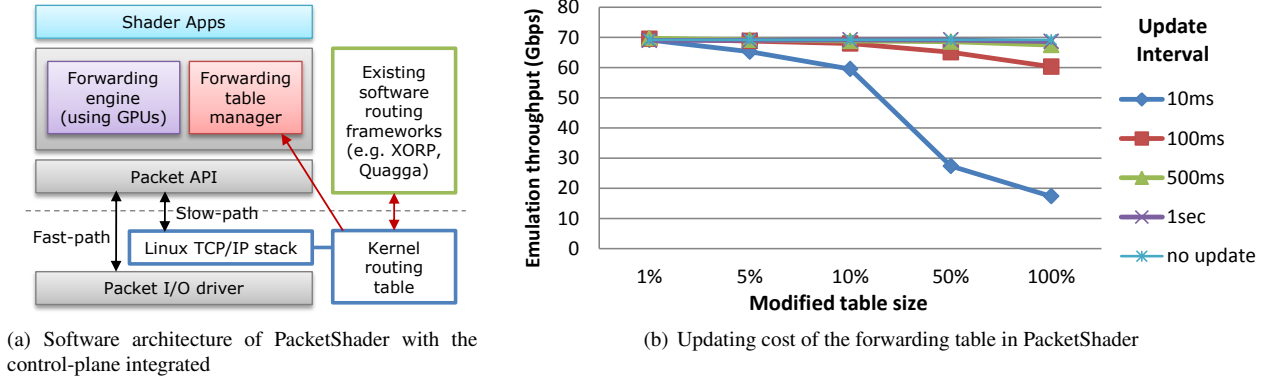 Shader Apps
Forwarding
engine
(using GPUs)
Forwarding
table
manager
Existing
software
routing
frameworks
(e.g. XORP,
Quagga)
Packet API
Slow-path
Fast-path
Linux TCP/IP stack
Kernel
routing
table
Packet I/O driver
(a) Software architecture of PacketShader with the
control-plane integrated
Emulation throughput (Gbps)
80
70
60
50
40
30
20
10
0
1% 5% 10% 50% 100%
Modified table size
Update
Interval
10ms
100ms
500ms
1sec
no update
(b) Updating cost of the forwarding table in PacketShader